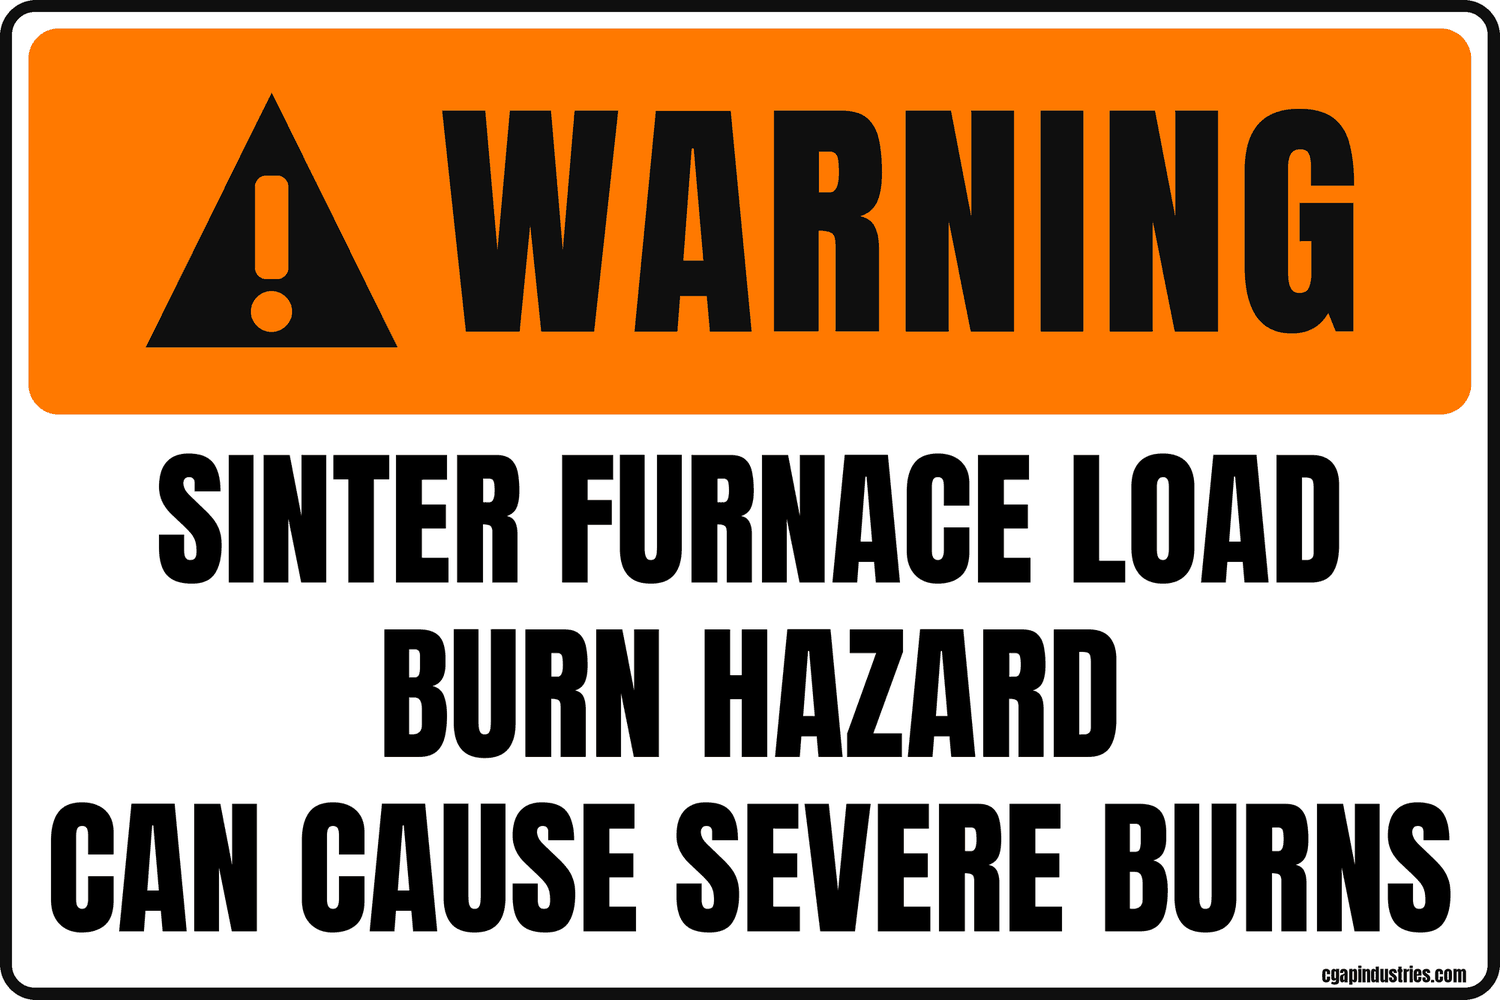 WARNING
SINTER FURNACE LOAD
BURN HAZARD
CAN CAUSE SEVERE BURNS
cgapindustries.com